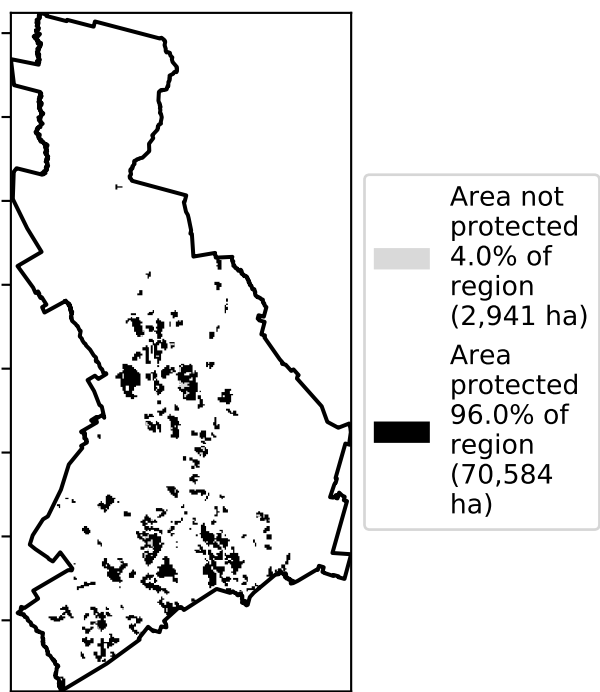 Area not
protected
4.0% of
region
(2,941 ha)
Area
protected
96.0% of
region
(70,584
ha)